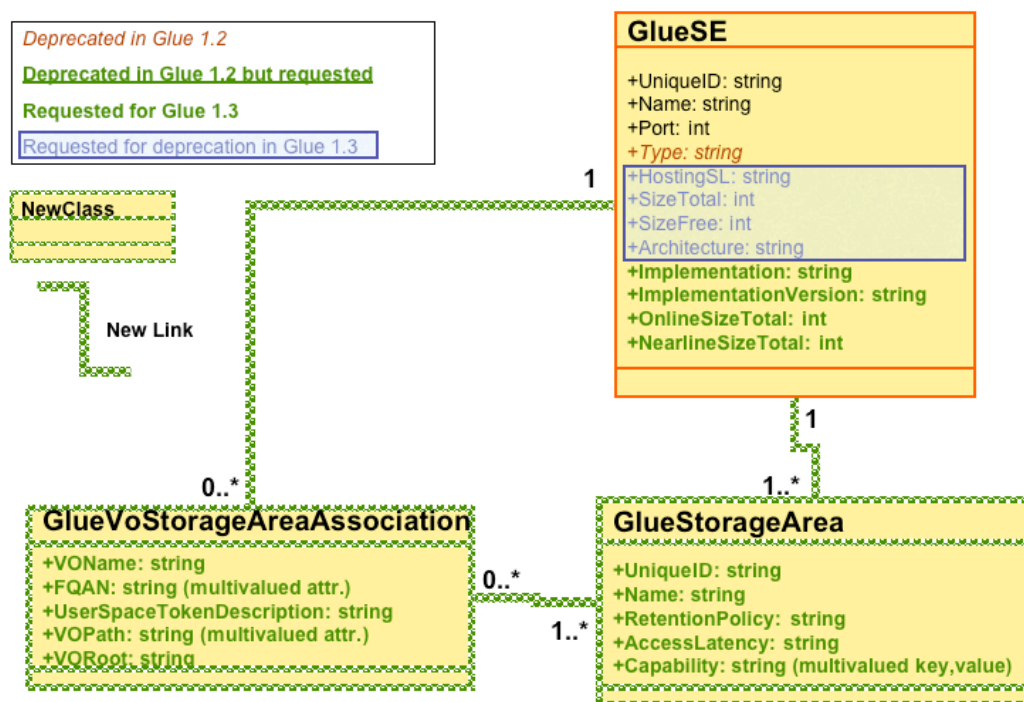 Deprecated in Glue 1.2
Deprecated in Glue 1.2 but requested
Requested for Glue 1.3
Requested for deprecation in Glue 1.3
NewClass
New Link
GlueSE
+UniqueID: string
+Name: string
+Port: int
+Type: string
+HostingSL: string
+SizeTotal: int
+SizeFree: int
+Architecture: string
+Implementation: string
+ImplementationVersion: string
+OnlineSizeTotal: int
+NearlineSizeTotal: int
1
0..*
1
1..*
GlueVoStorageAreaAssociation
+VOName: string
+FQAN: string (multivalued attr.)
+UserSpaceTokenDescription: string
+VOPath: string (multivalued attr.)
+VORoot: string
0..*
1..*
GlueStorageArea
+UniqueID: string
+Name: string
+RetentionPolicy: string
+AccessLatency: string
+Capability: string (multivalued key,value)